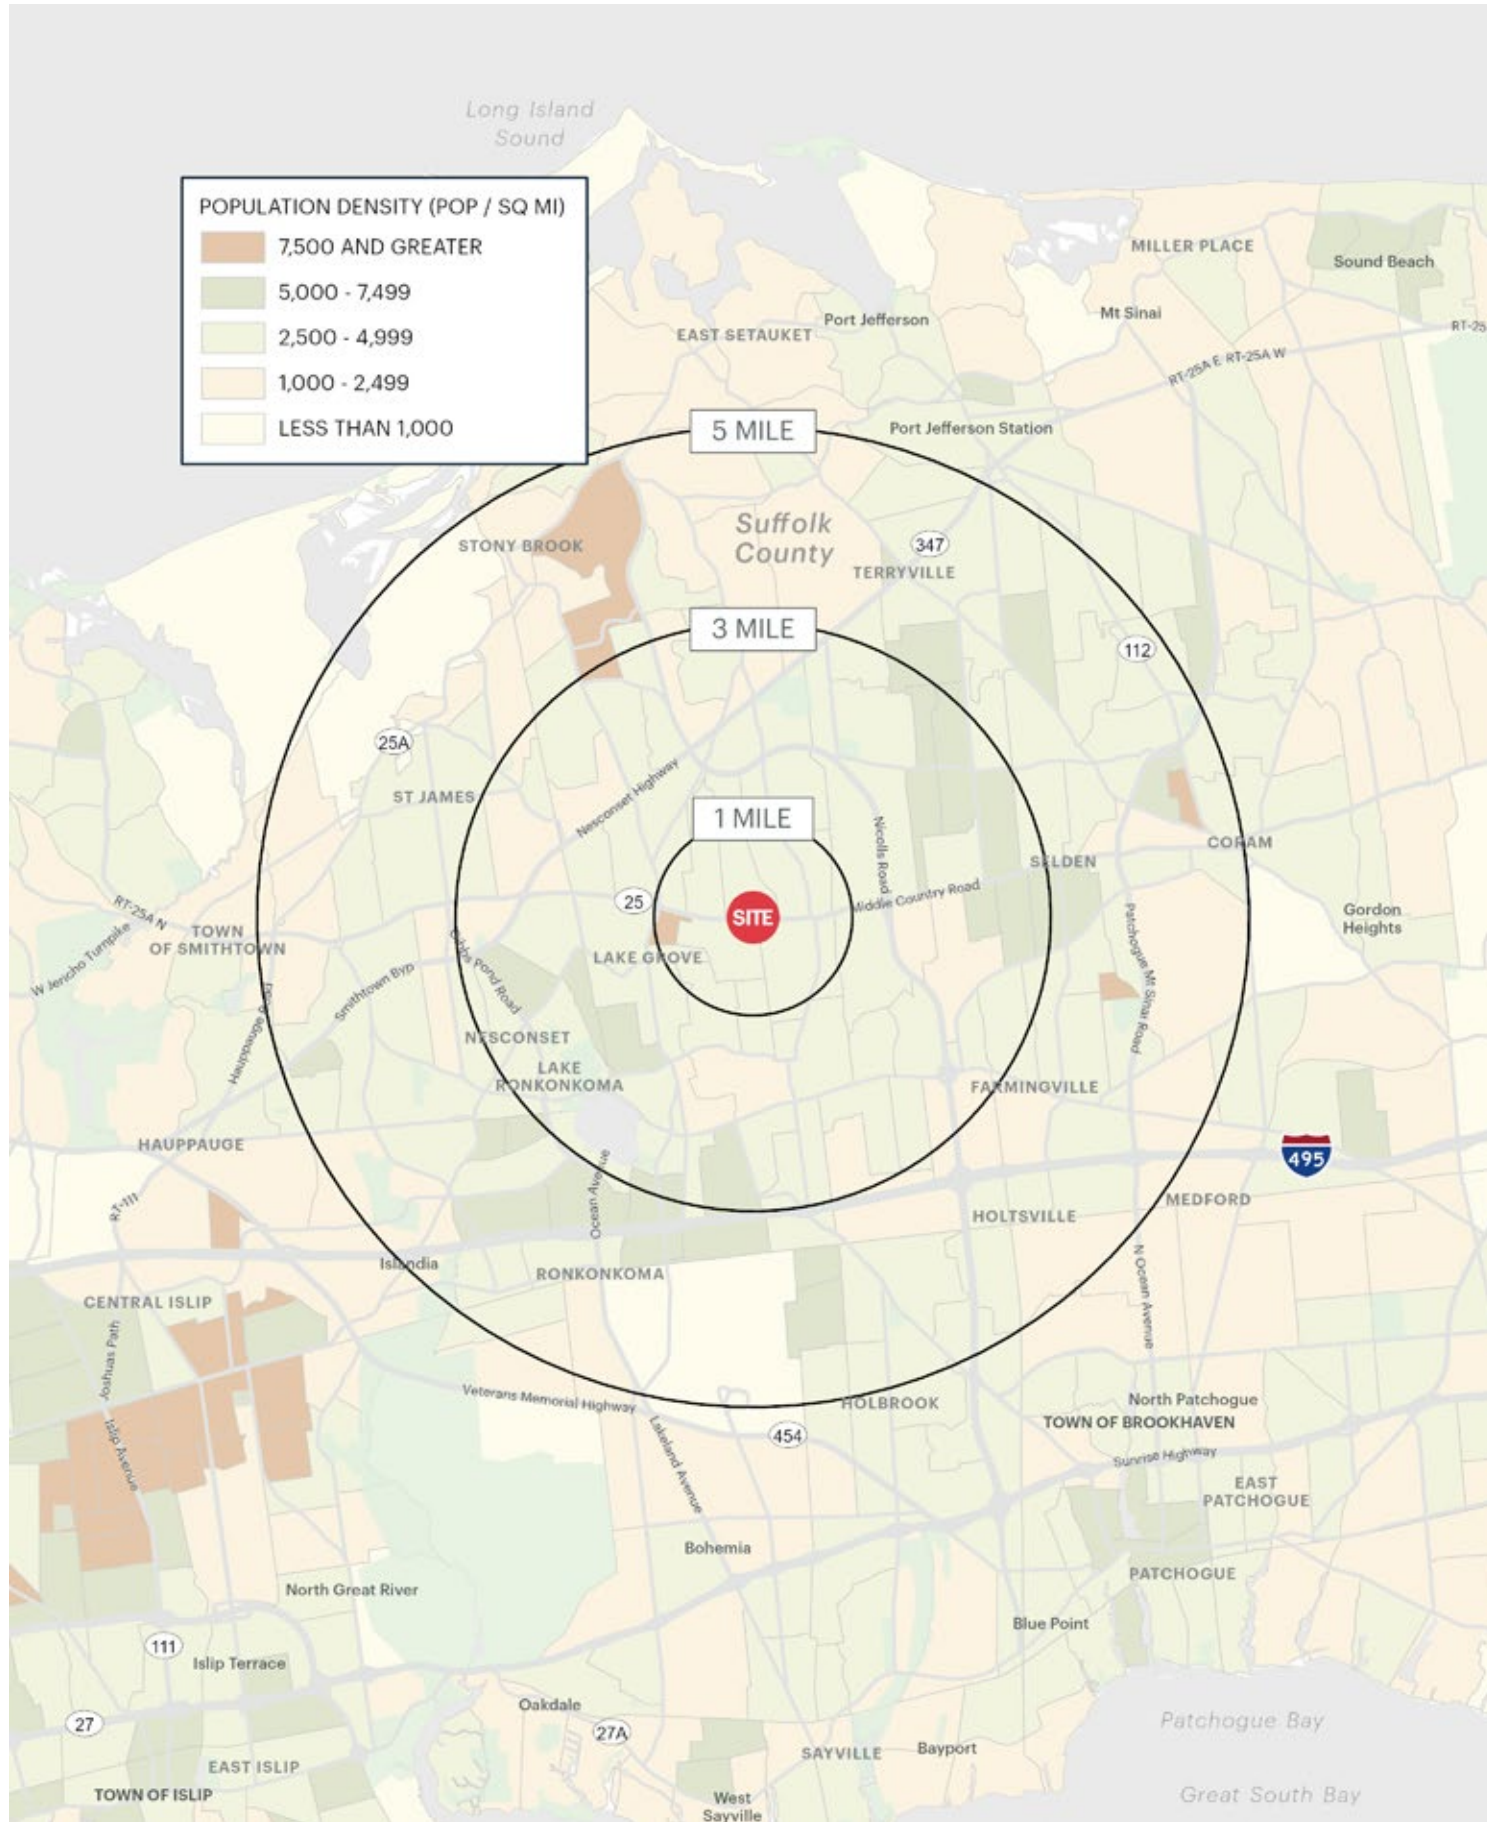 Long Island
Sound
POPULATION DENSITY (POP / SQ MI)
7,500 AND GREATER
5,000 - 7,499
2,500 - 4,999
1,000 - 2,499
LESS THAN 1,000
MILLER PLACE
Sound Beach
Mt Sinai
Port Jefferson
EAST SETAUKET
RT-25
RT-25A E RT-25A W
5 MILE
Port Jefferson Station
Suffolk
County
STONY BROOK
347
TERRYVILLE
3 MILE
112
25A
ST JAMES
Nesconset Highway
1 MILE
Nicolls Road
CORAM
SELDEN
25
Middle Country Road
SITE
RT-25A N
W Jericho Turnpike
TOWN
OF SMITHTOWN
Gibbs Pond Road
Smithtown Byp
LAKE GROVE
Patchogue Mt Sinai Road
Gordon
Heights
Hauppauge
NESCONSET
LAKE
RONKONKOMA
FARMINGVILLE
HAUPPAUGE
495
RT-111
Ocean Avenue
MEDFORD
HOLTSVILLE
Islandia
RONKONKOMA
N Ocean Avenue
CENTRAL ISLIP
Joshuas Path
Islip Avenue
Veterans Memorial Highway
Lakeland Avenue
454
HOLBROOK
North Patchogue
TOWN OF BROOKHAVEN
Sunrise Highway
EAST
PATCHOGUE
Bohemia
PATCHOGUE
North Great River
Blue Point
111
Islip Terrace
27
Oakdale
27A
Patchogue Bay
SAYVILLE
Bayport
EAST ISLIP
TOWN OF ISLIP
West
Sayville
Great South Bay